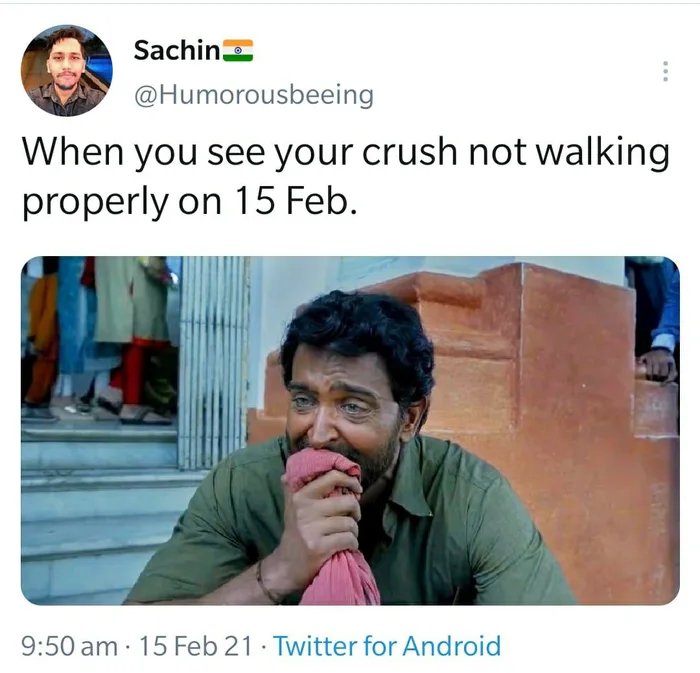 Sachin🇮🇳
@Humorousbeeing
When you see your crush not walking
properly on 15 Feb.
9:50 am · 15 Feb 21 · Twitter for Android